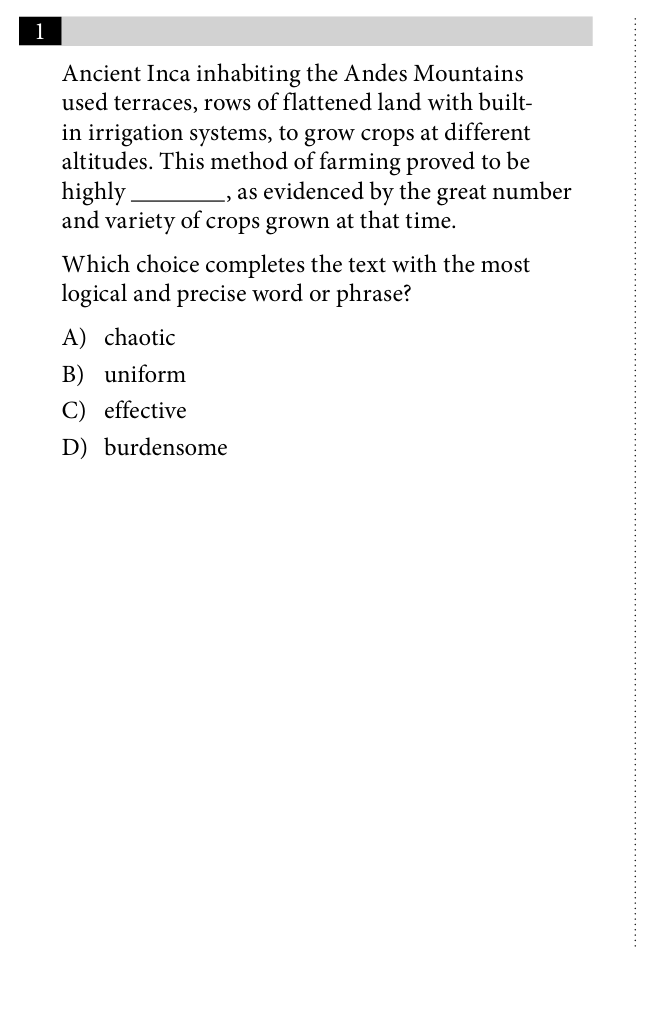 1
Ancient Inca inhabiting the Andes Mountains
used terraces, rows of flattened land with built-
in irrigation systems, to grow crops at different
altitudes. This method of farming proved to be
highly ________, as evidenced by the great number
and variety of crops grown at that time.
Which choice completes the text with the most
logical and precise word or phrase?
A) chaotic
B) uniform
C) effective
D) burdensome